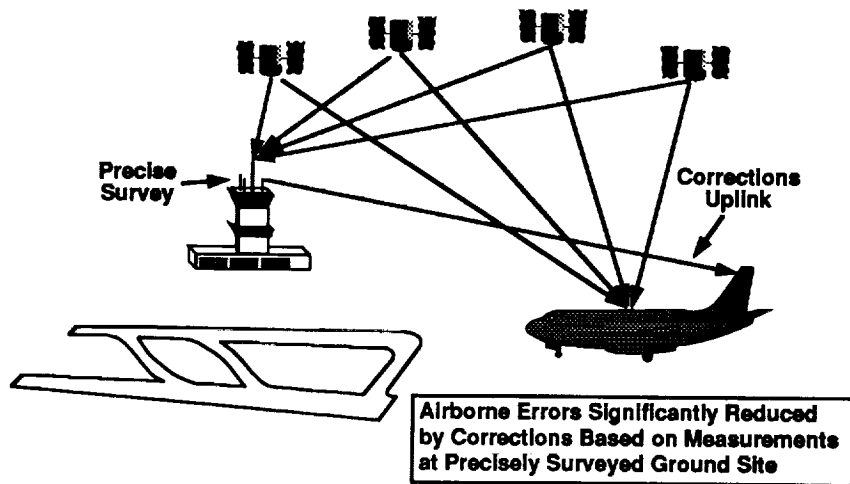 Precise
Survey
Corrections
Uplink
Airborne Errors Significantly Reduced
by Corrections Based on Measurements
at Precisely Surveyed Ground Site